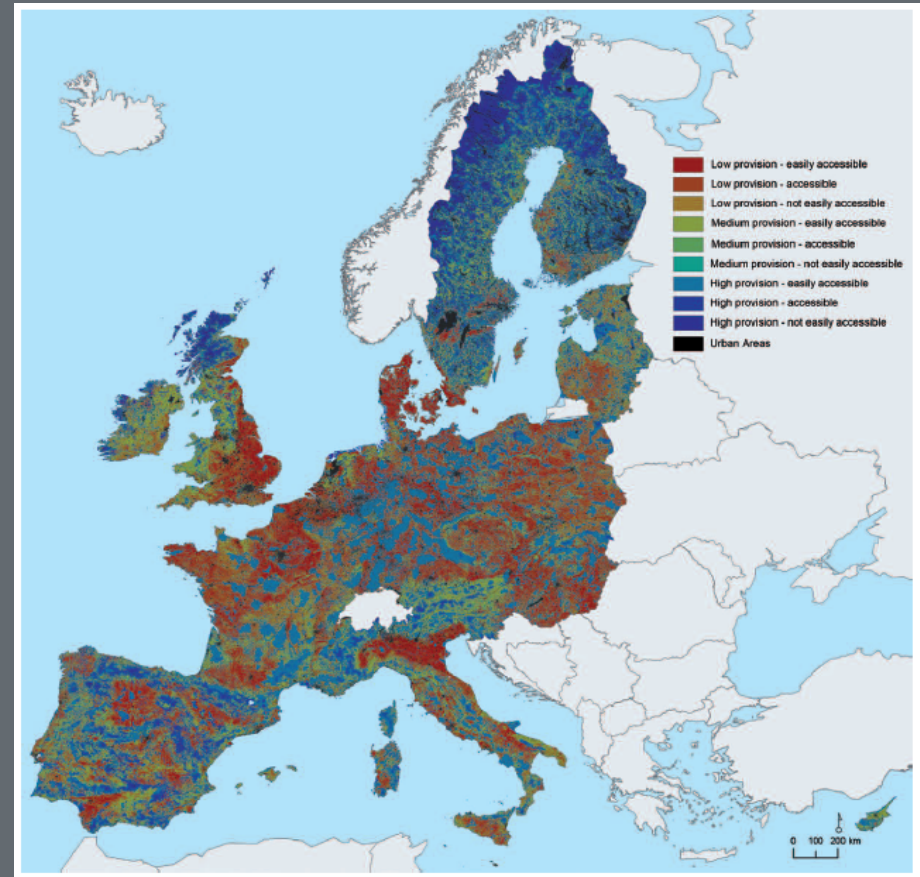 Low provision - easily accessible
Low provision - accessible
Low provision - not easily accessible
Medium provision - easily accessible
Medium provision - accessible
Medium provision - not easily accessible
High provision - easily accessible
High provision - accessible
High provision - not easily accessible
Urban Areas
0 100 200 km